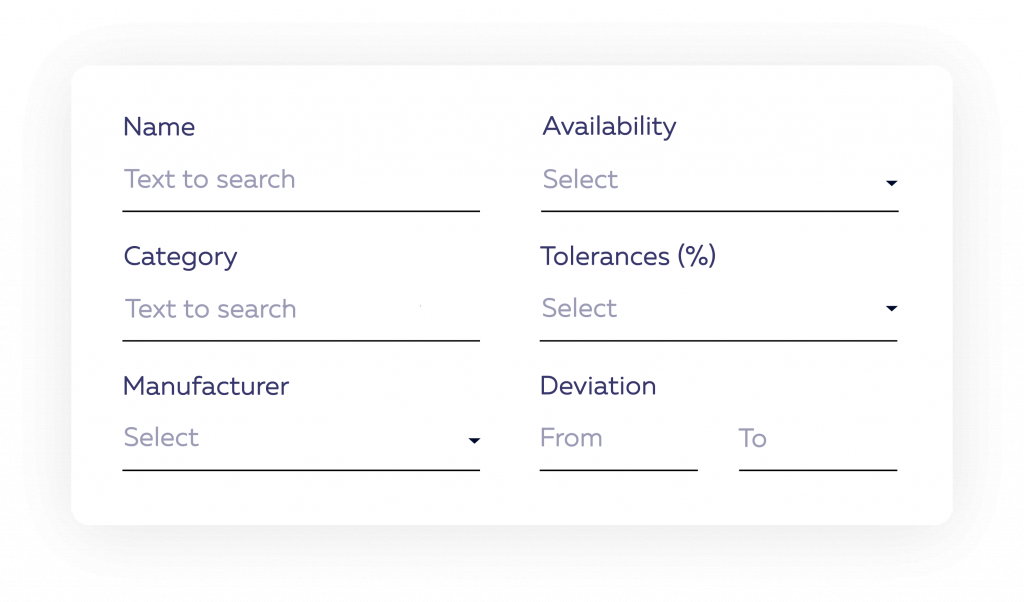 Name
Text to search
Category
Text to search
Manufacturer
Select
Availability
Select
Tolerances (%)
Select
Deviation
From
To